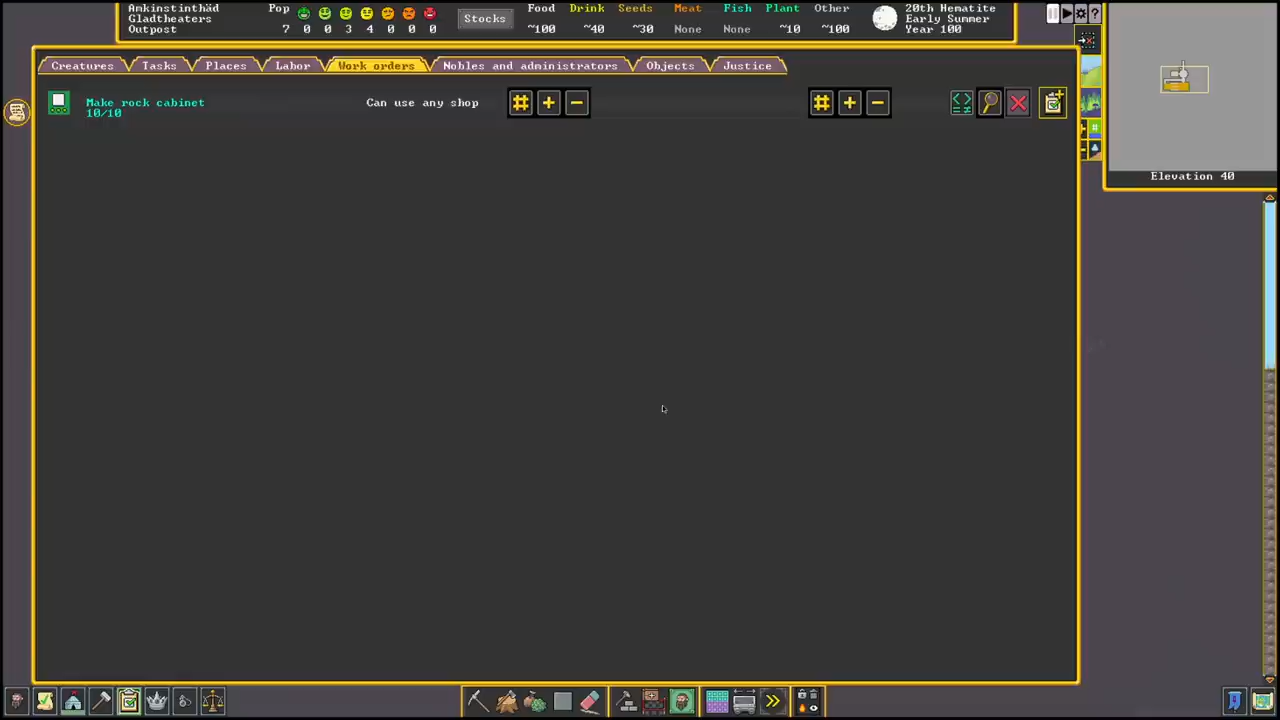 Amkinstinthäd
Gladtheaters
Outpost
Pop
7 0 0 3 4 0 0 0
Stocks
Food Drink Seeds Meat Fish Plant Other
~100 ~40 ~30 None None ~10 ~100
20th Hematite
Early Summer
Year 100
?
Creatures Tasks Places Labor Work orders Nobles and administrators Objects Justice
Make rock cabinet
10/10
Can use any shop
Elevation 40